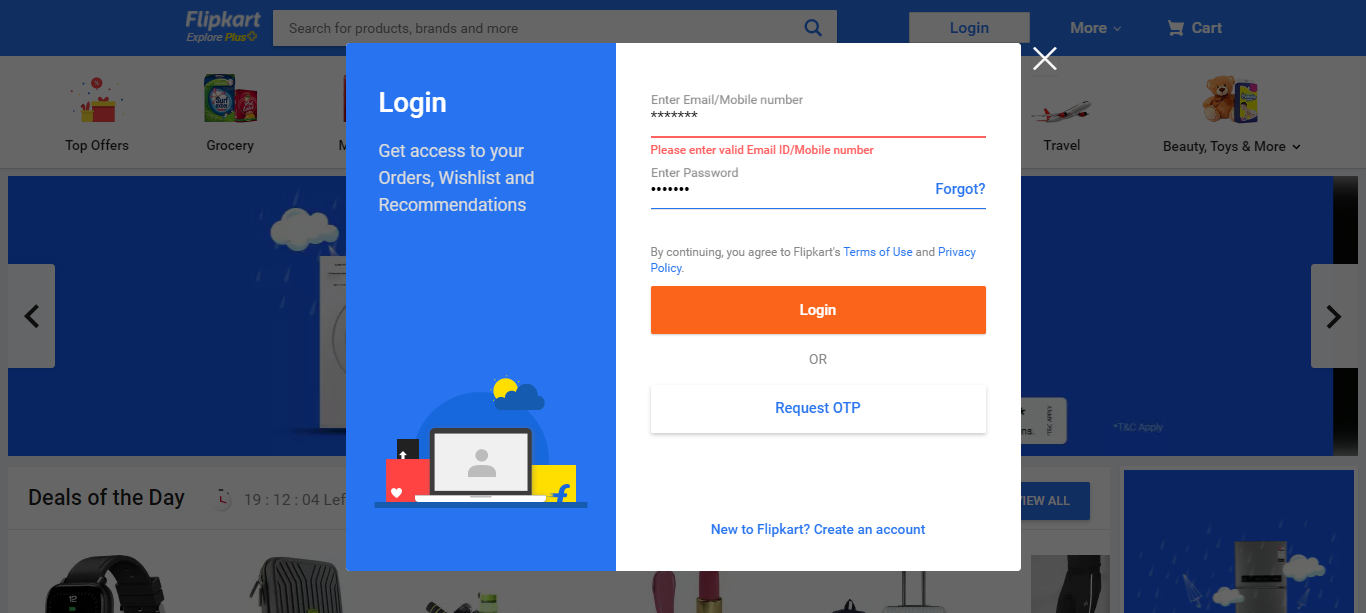 Flipkart
Explore Plus
Search for products, brands and more
Login
More
Cart
Top Offers
Grocery
M
Travel
Beauty, Toys & More
Login
Get access to your
Orders, Wishlist and
Recommendations
Enter Email/Mobile number
*******
Please enter valid Email ID/Mobile number
Enter Password
•••••••
Forgot?
By continuing, you agree to Flipkart's Terms of Use and Privacy
Policy.
Login
OR
Request OTP
New to Flipkart? Create an account
ms.
*T&C APPLY
*T&C Apply
Deals of the Day
19 : 12 : 04 Lef
VIEW ALL